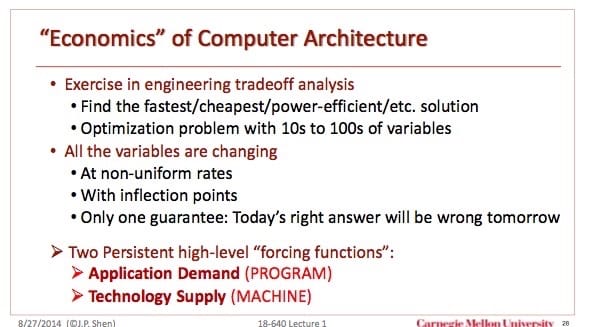 “Economics” of Computer Architecture
• Exercise in engineering tradeoff analysis
• Find the fastest/cheapest/power-efficient/etc. solution
• Optimization problem with 10s to 100s of variables
• All the variables are changing
• At non-uniform rates
• With inflection points
• Only one guarantee: Today’s right answer will be wrong tomorrow
➢ Two Persistent high-level “forcing functions”:
➢ Application Demand (PROGRAM)
➢ Technology Supply (MACHINE)
8/27/2014 (©J.P. Shen) 18-640 Lecture 1 Carnegie Mellon University 26